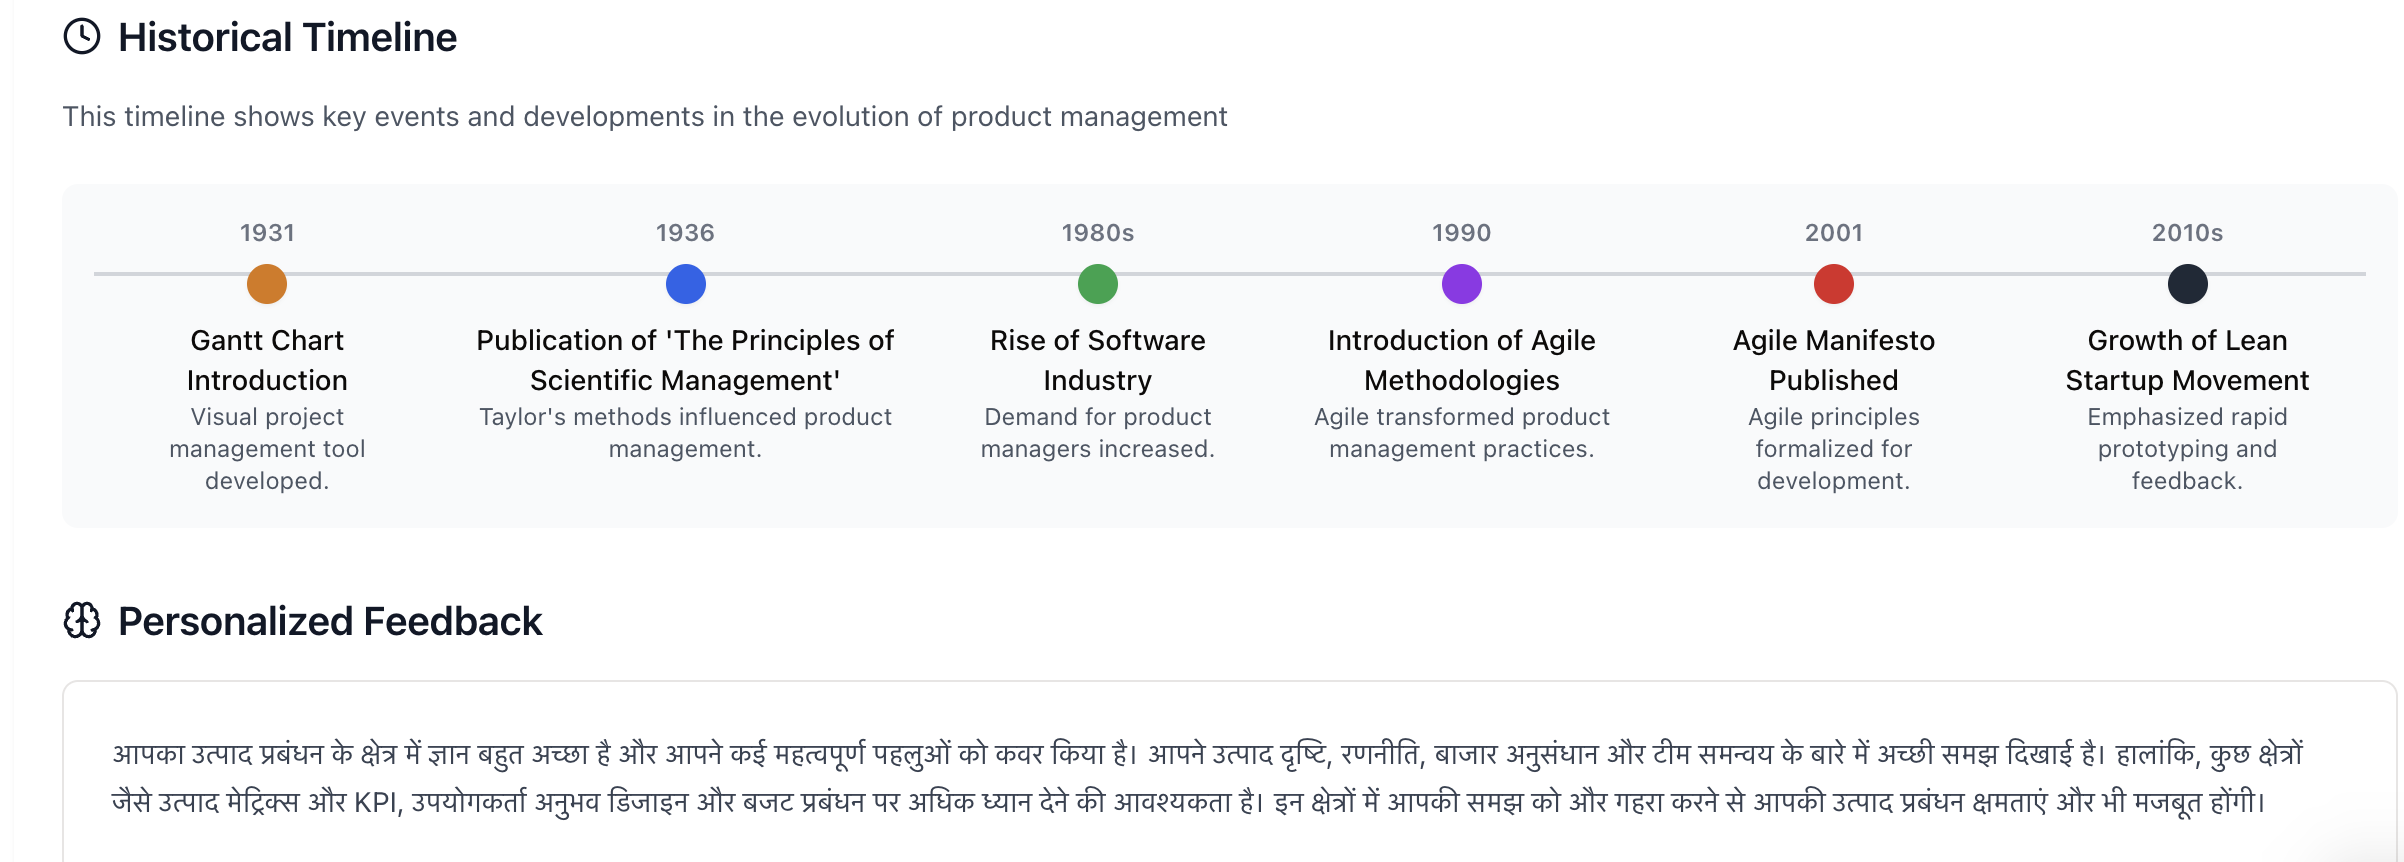 Historical Timeline
This timeline shows key events and developments in the evolution of product management
1931
Gantt Chart
Introduction
Visual project
management tool
developed.
1936
Publication of 'The Principles of
Scientific Management'
Taylor's methods influenced product
management.
1980s
Rise of Software
Industry
Demand for product
managers increased.
1990
Introduction of Agile
Methodologies
Agile transformed product
management practices.
2001
Agile Manifesto
Published
Agile principles
formalized for
development.
2010s
Growth of Lean
Startup Movement
Emphasized rapid
prototyping and
feedback.
Personalized Feedback
आपका उत्पाद प्रबंधन के क्षेत्र में ज्ञान बहुत अच्छा है और आपने कई महत्वपूर्ण पहलुओं को कवर किया है। आपने उत्पाद दृष्टि, रणनीति, बाजार अनुसंधान और टीम समन्वय के बारे में अच्छी समझ दिखाई है। हालांकि, कुछ क्षेत्रों
जैसे उत्पाद मेट्रिक्स और KPI, उपयोगकर्ता अनुभव डिजाइन और बजट प्रबंधन पर अधिक ध्यान देने की आवश्यकता है। इन क्षेत्रों में आपकी समझ को और गहरा करने से आपकी उत्पाद प्रबंधन क्षमताएं और भी मजबूत होंगी।